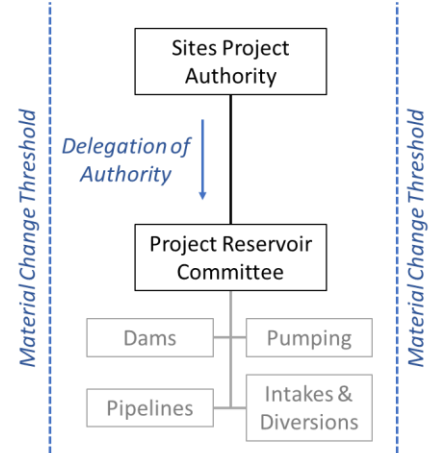 Sites Project
Authority
Material Change Threshold
Delegation of
Authority
Material Change Threshold
Project Reservoir
Committee
Dams
Pumping
Pipelines
Intakes &
Diversions